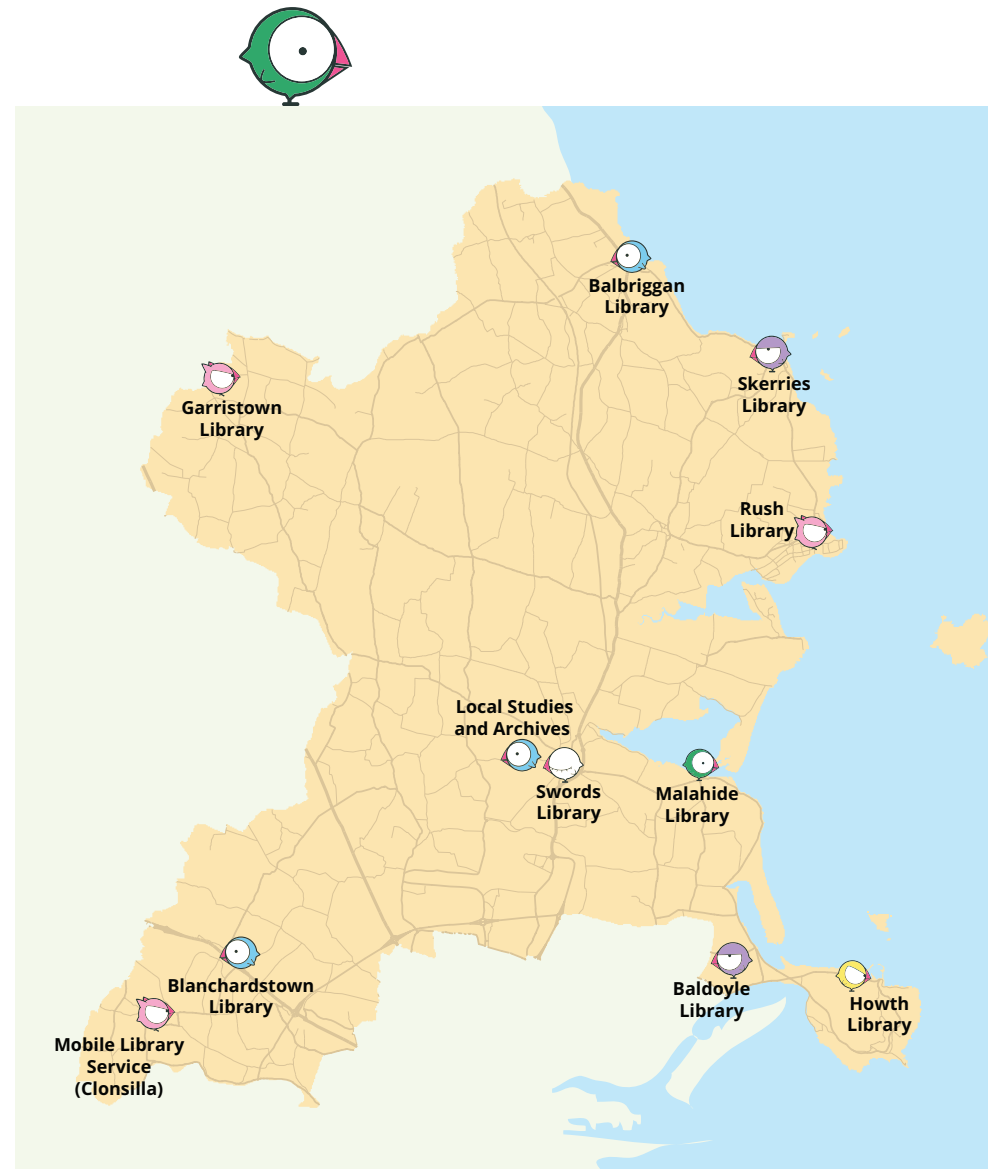 Balbriggan
Library
Skerries
Library
Garristown
Library
Rush
Library
Local Studies
and Archives
Swords
Library
Malahide
Library
Blanchardstown
Library
Baldoyle
Library
Howth
Library
Mobile Library
Service
(Clonsilla)